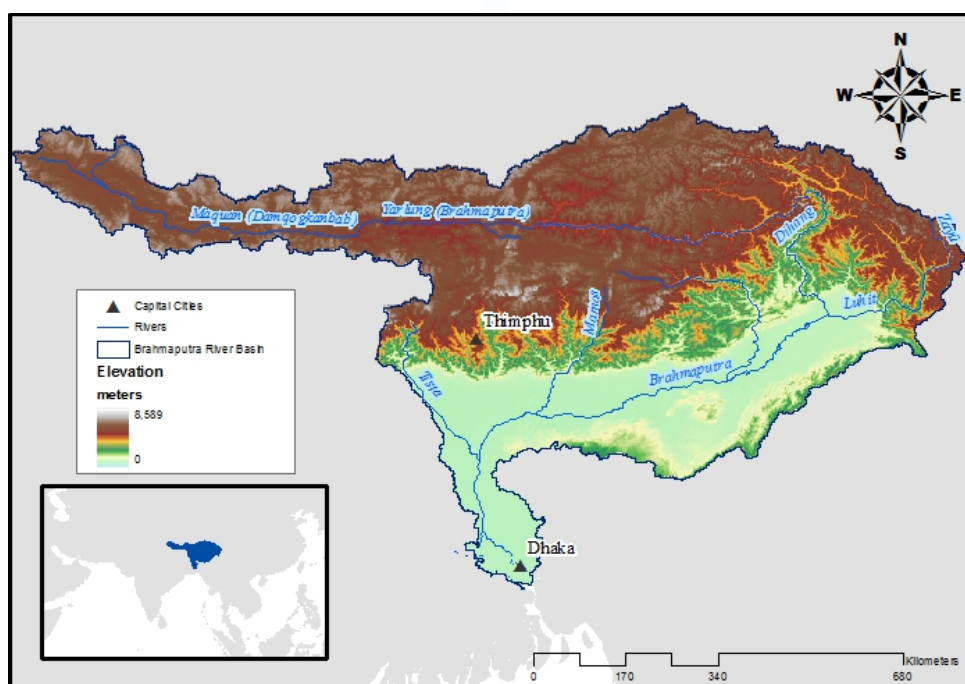 N
W
E
S
Zayü
Maquan (Damqogkanbab)
Yarlung (Brahmaputra)
Dihang
Luhit
Manas
Thimphu
Tista
Brahmaputra
Dhaka
Capital Cities
Rivers
Brahmaputra River Basin
Elevation
meters
8,589
0
Kilometers
0
170
340
680